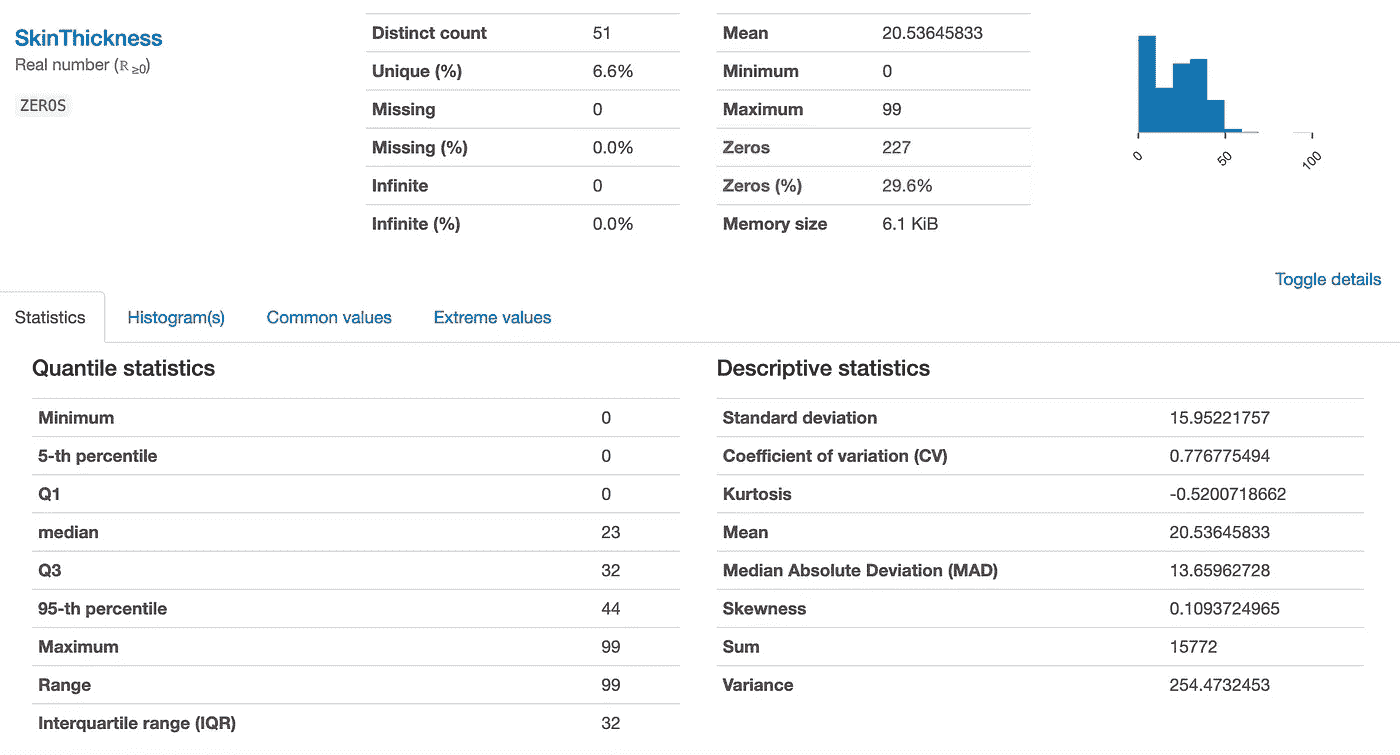 SkinThickness
Real number (ℝ≥0)
ZEROS
Distinct count 51
Unique (%) 6.6%
Missing 0
Missing (%) 0.0%
Infinite 0
Infinite (%) 0.0%
Mean 20.53645833
Minimum 0
Maximum 99
Zeros 227
Zeros (%) 29.6%
Memory size 6.1 KiB
0 50 100
Toggle details
Statistics Histogram(s) Common values Extreme values
Quantile statistics
Minimum 0
5-th percentile 0
Q1 0
median 23
Q3 32
95-th percentile 44
Maximum 99
Range 99
Interquartile range (IQR) 32
Descriptive statistics
Standard deviation 15.95221757
Coefficient of variation (CV) 0.776775494
Kurtosis -0.5200718662
Mean 20.53645833
Median Absolute Deviation (MAD) 13.65962728
Skewness 0.1093724965
Sum 15772
Variance 254.4732453